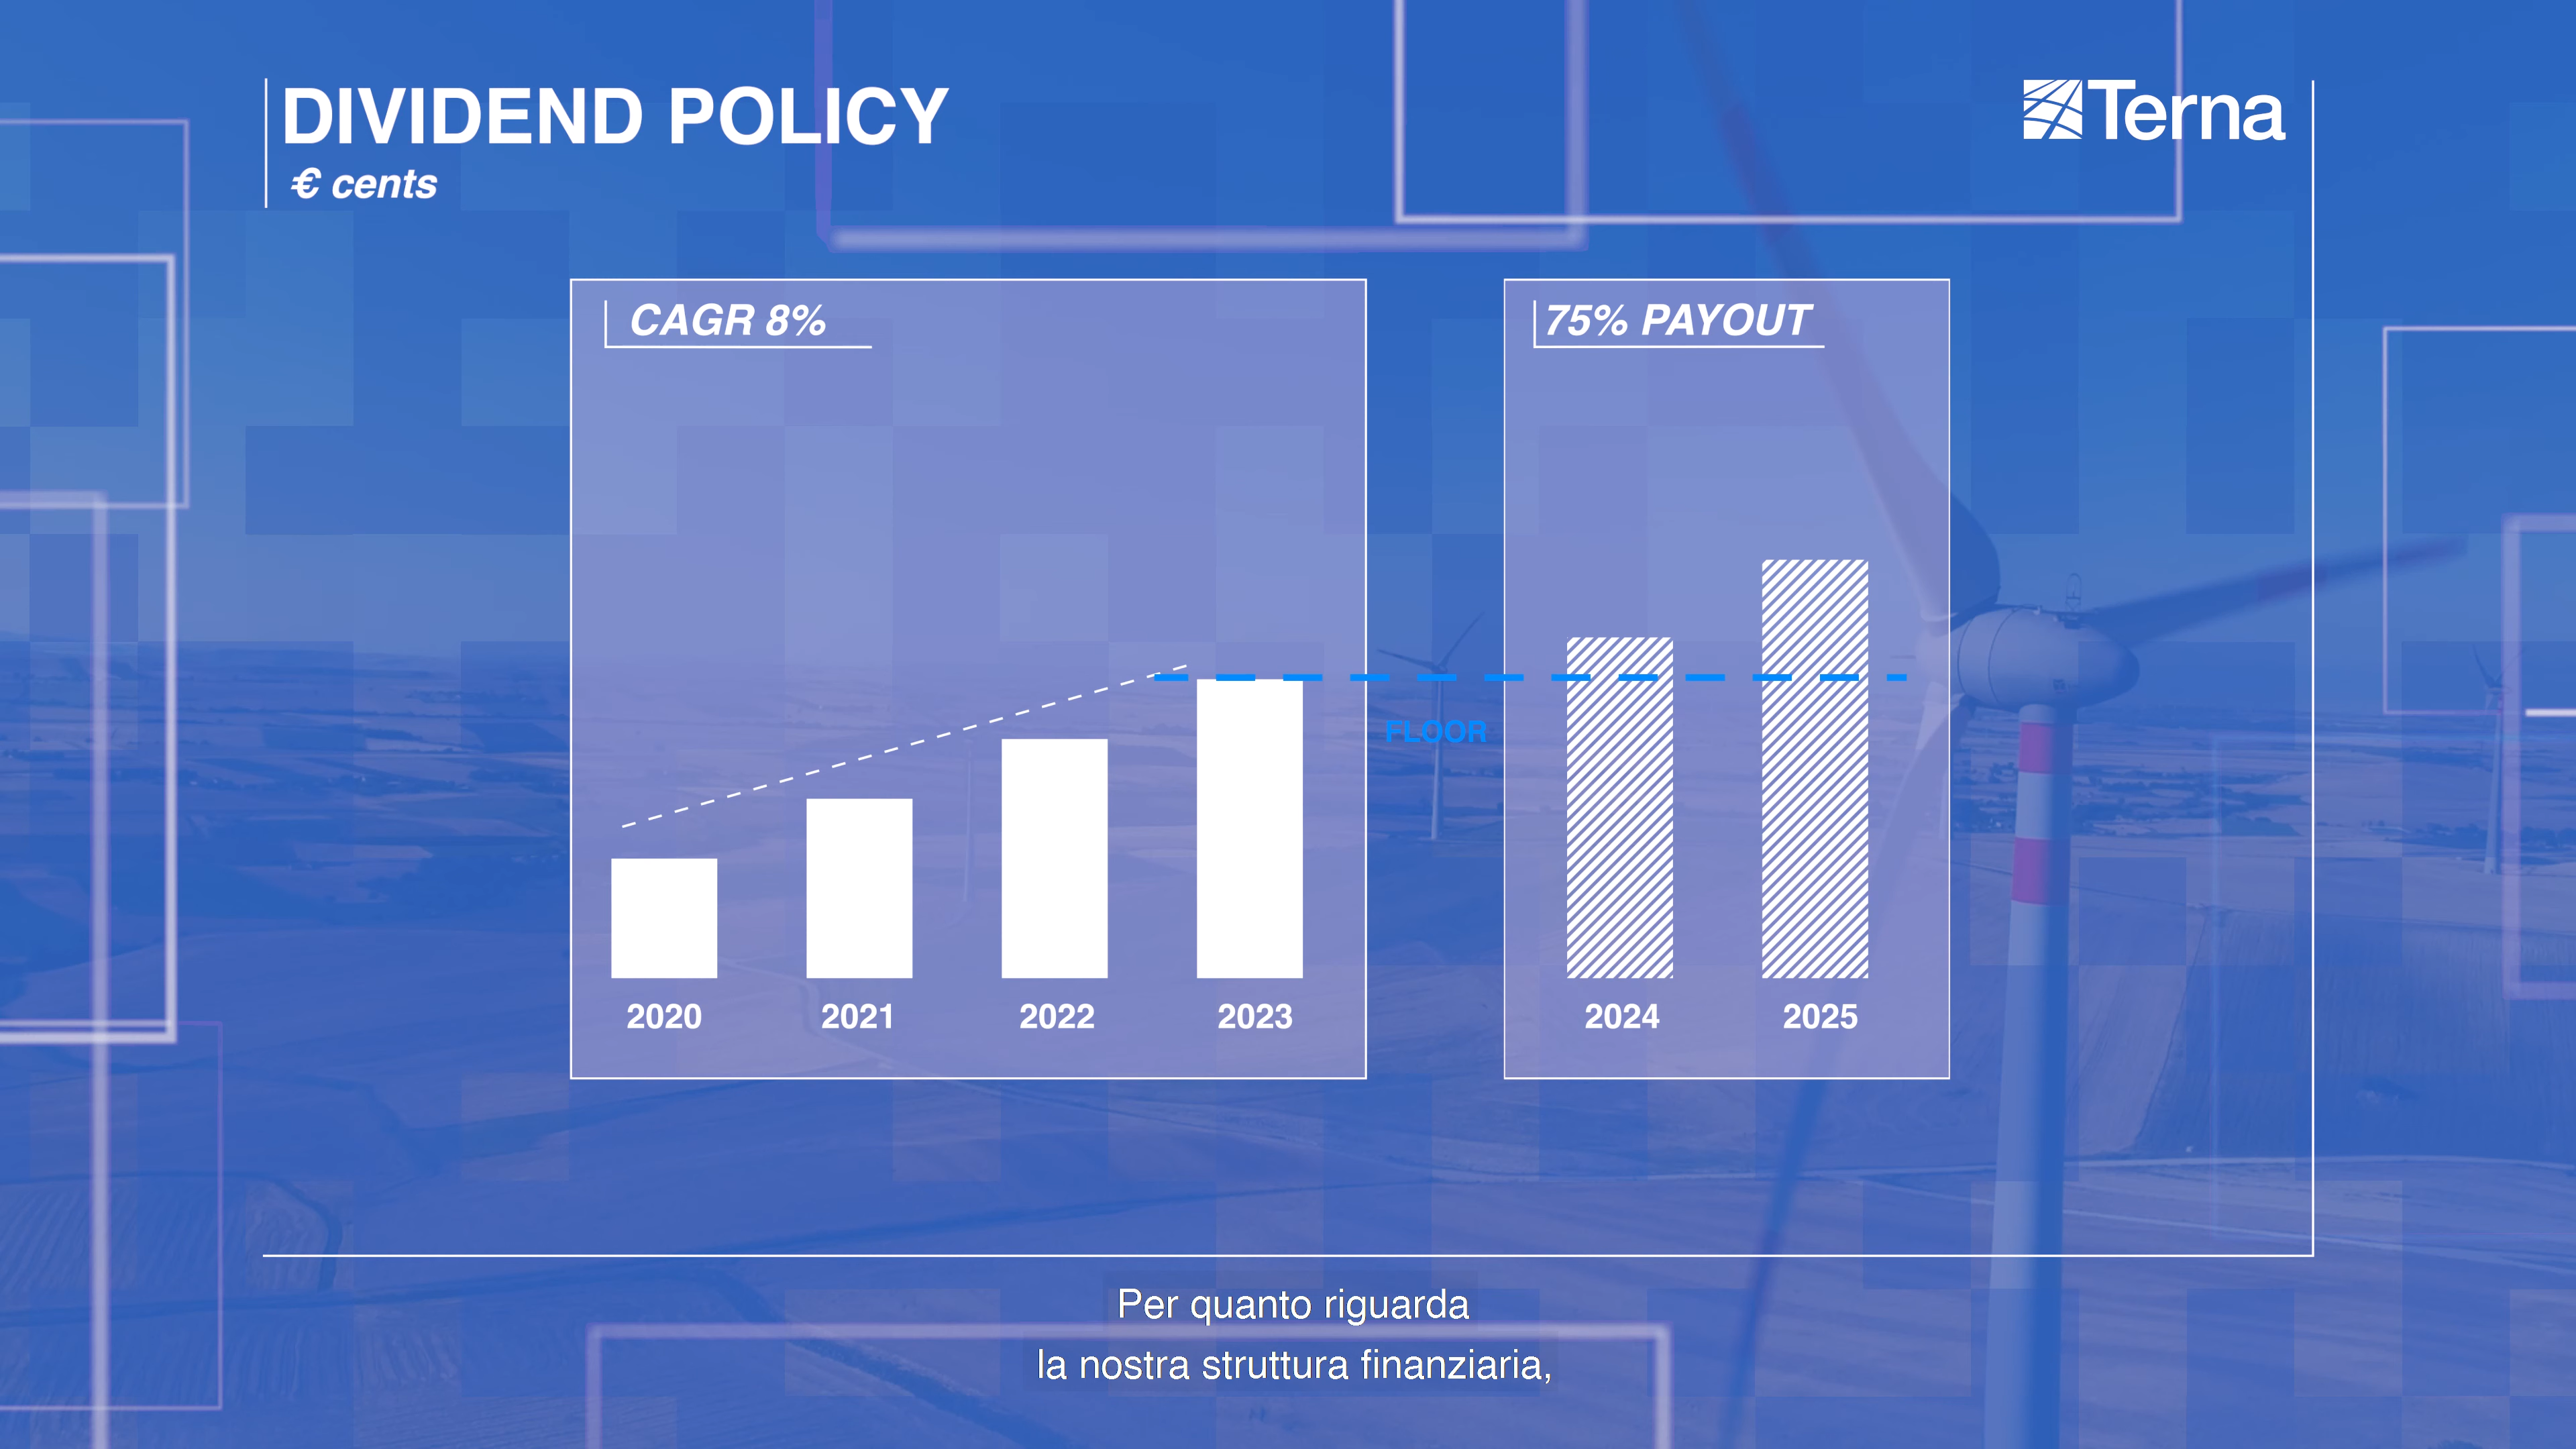 DIVIDEND POLICY
€ cents
Terna
CAGR 8%
75% PAYOUT
FLOOR
2020
2021
2022
2023
2024
2025
Per quanto riguarda
la nostra struttura finanziaria,